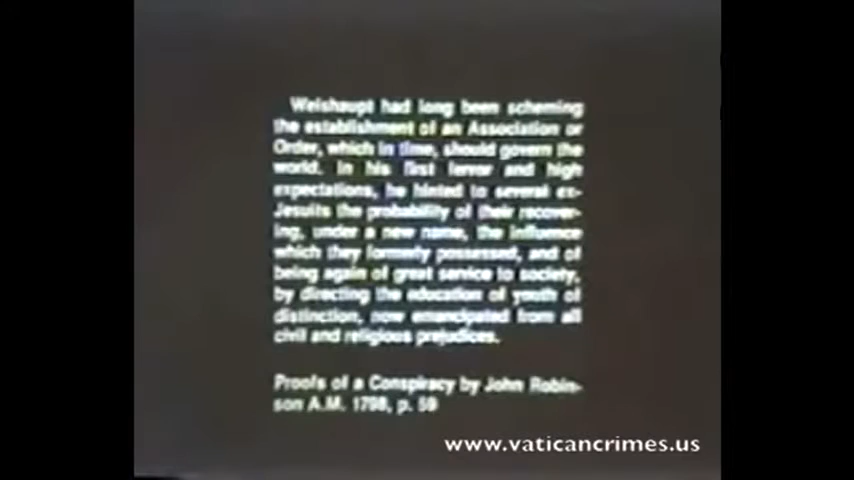 Weishaupt had long been scheming
the establishment of an Association or
Order, which in time, should govern the
world. In his first fervor and high
expectations, he hinted to several ex-
Jesuits the probability of their recover-
ing, under a new name, the influence
which they formerly possessed, and of
being again of great service to society,
by directing the education of youth of
distinction, now emancipated from all
civil and religious prejudices.
Proofs of a Conspiracy by John Robin-
son A.M. 1798, p. 59
www.vaticancrimes.us